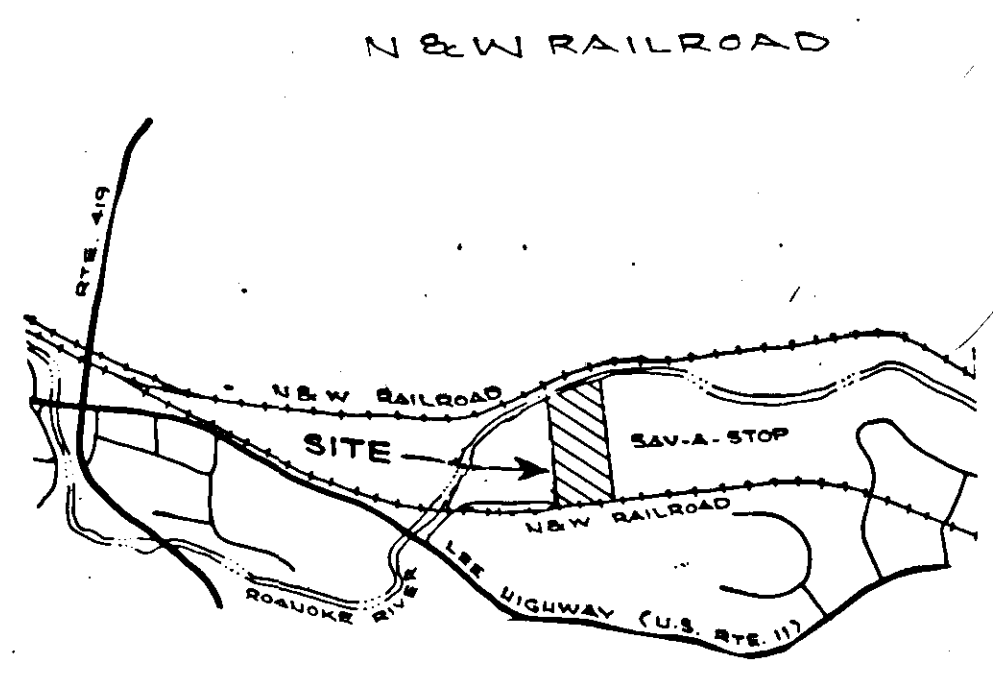 N & W RAILROAD
RTE. 419
N & W RAILROAD
SITE
SAV-A-STOP
N & W RAILROAD
LEE HIGHWAY (U.S. RTE. 11)
ROANOKE RIVER